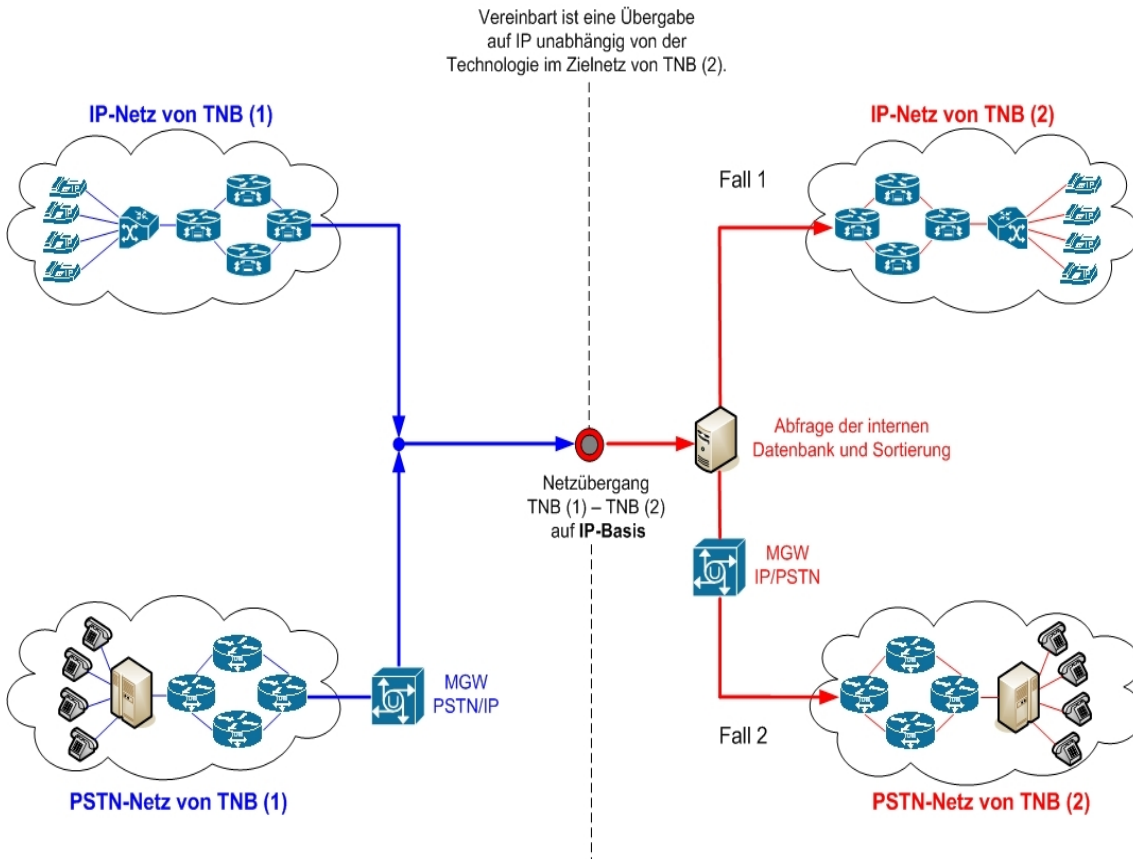 Vereinbart ist eine Übergabe
auf IP unabhängig von der
Technologie im Zielnetz von TNB (2).
IP-Netz von TNB (1)
IP-Netz von TNB (2)
Fall 1
Abfrage der internen
Datenbank und Sortierung
Netzübergang
TNB (1) – TNB (2)
auf IP-Basis
MGW
IP/PSTN
MGW
PSTN/IP
Fall 2
PSTN-Netz von TNB (1)
PSTN-Netz von TNB (2)